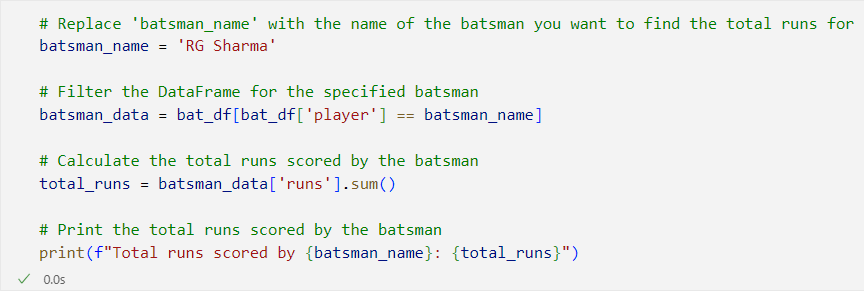 # Replace 'batsman_name' with the name of the batsman you want to find the total runs for
batsman_name = 'RG Sharma'
# Filter the DataFrame for the specified batsman
batsman_data = bat_df[bat_df['player'] == batsman_name]
# Calculate the total runs scored by the batsman
total_runs = batsman_data['runs'].sum()
# Print the total runs scored by the batsman
print(f"Total runs scored by {batsman_name}: {total_runs}")
✓ 0.0s